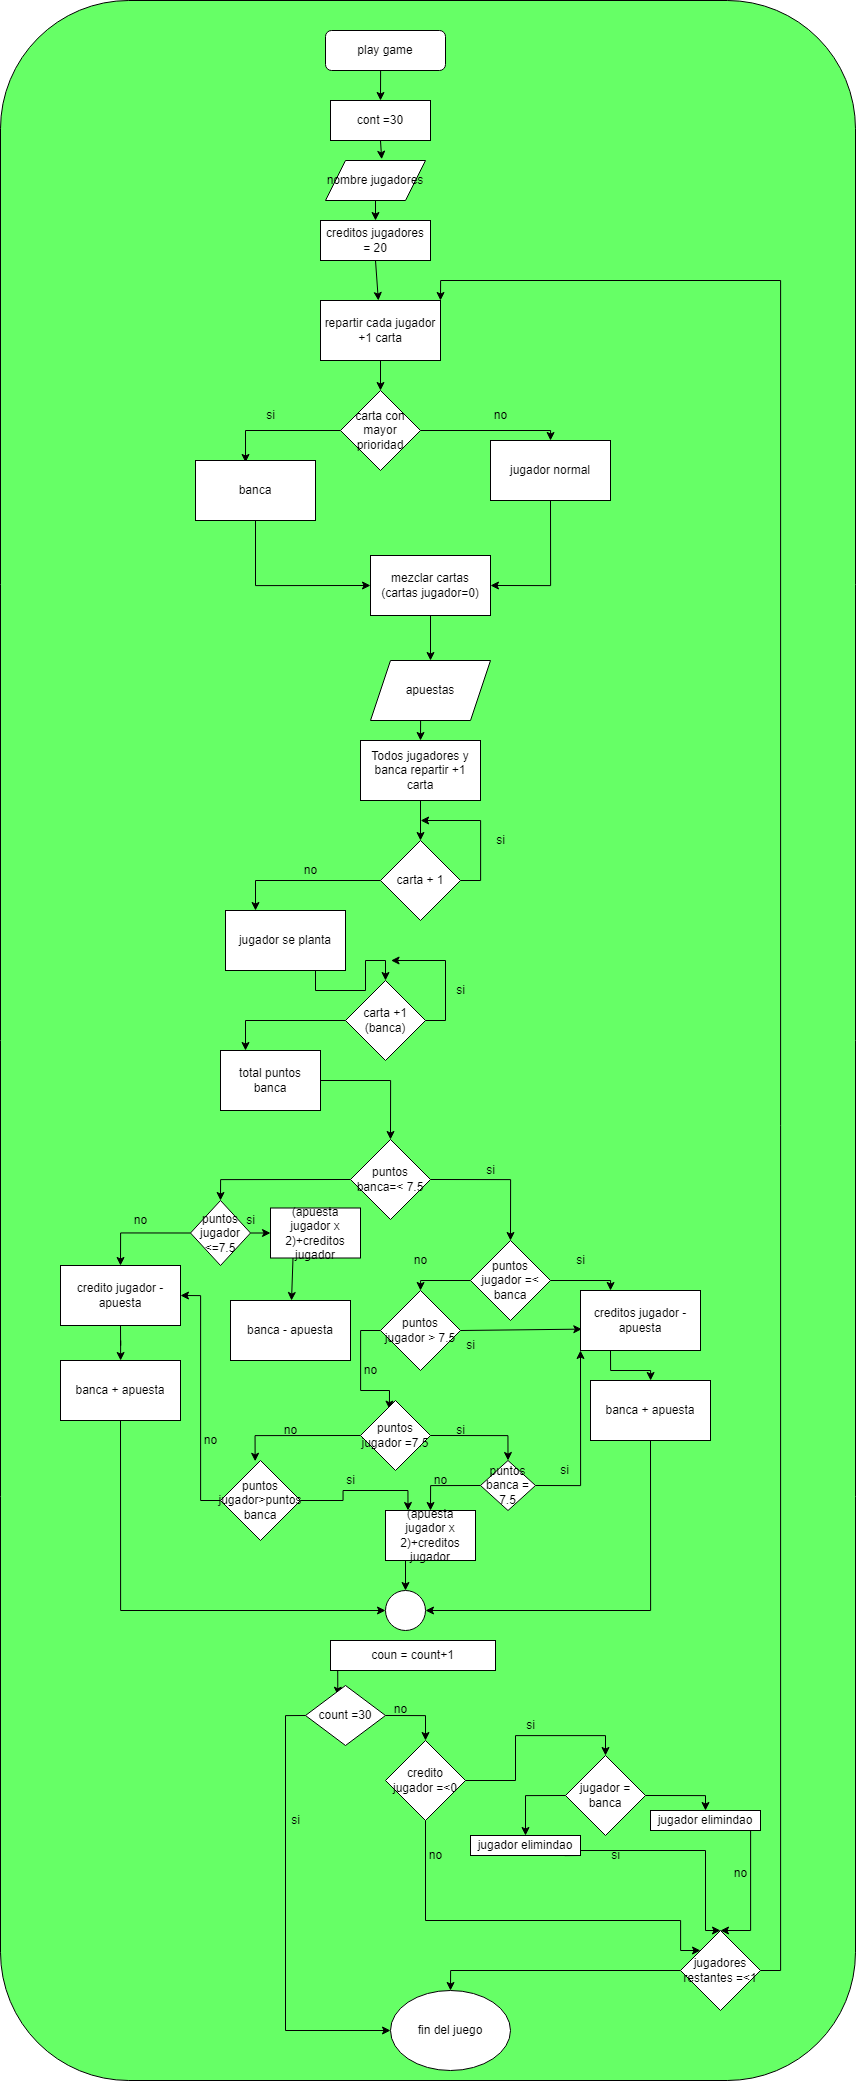 play game
cont =30
nombre jugadores
creditos jugadores
= 20
repartir cada jugador
+1 carta
carta con
mayor
prioridad
si
no
banca
jugador normal
mezclar cartas
(cartas jugador=0)
apuestas
Todos jugadores y
banca repartir +1
carta
si
carta + 1
no
jugador se planta
si
carta +1
(banca)
total puntos
banca
puntos
banca=< 7.5
si
no
puntos
jugador
<=7.5
si
(apuesta
jugador x
2)+creditos
jugador
no
puntos
jugador =<
banca
si
credito jugador -
apuesta
banca - apuesta
puntos
jugador > 7.5
si
creditos jugador -
apuesta
no
banca + apuesta
banca + apuesta
no
no
puntos
jugador =7.5
si
puntos
jugador>puntos
banca
si
no
puntos
banca =
7.5
si
(apuesta
jugador x
2)+creditos
jugador
coun = count+1
count =30
no
si
credito
jugador =<0
si
jugador =
banca
jugador elimindao
jugador elimindao
no
si
no
jugadores
restantes =<1
fin del juego